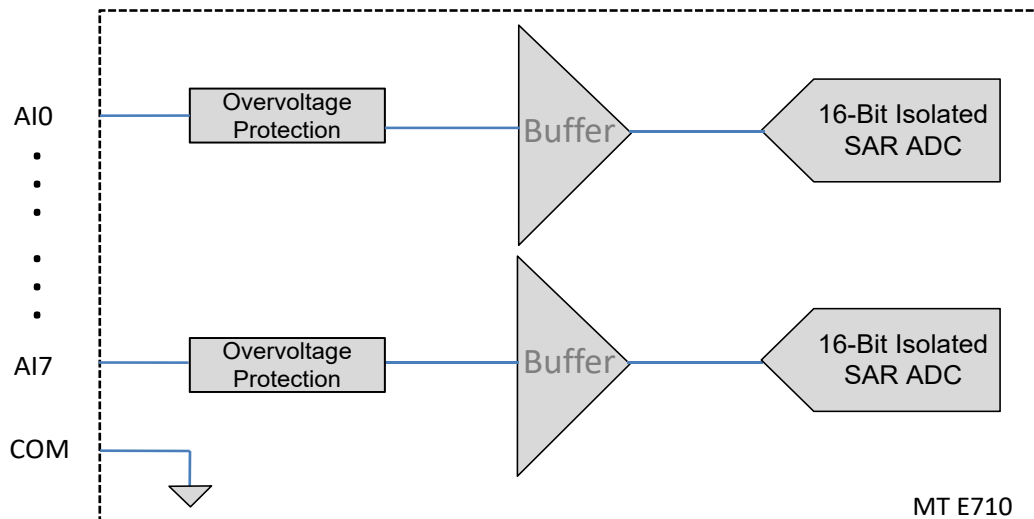 AI0
Overvoltage
Protection
Buffer
16-Bit Isolated
SAR ADC
AI7
Overvoltage
Protection
Buffer
16-Bit Isolated
SAR ADC
COM
MT E710